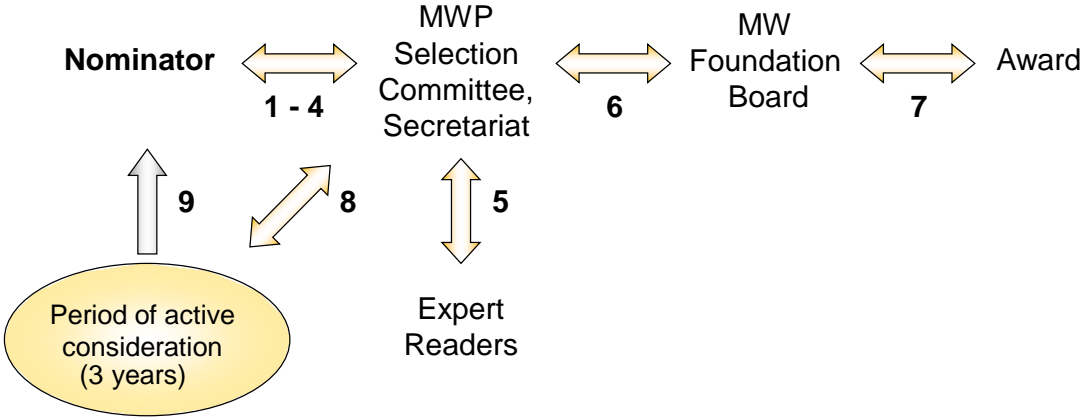 Nominator
1 - 4
MWP
Selection
Committee,
Secretariat
6
MW
Foundation
Board
7
Award
9
8
5
Period of active
consideration
(3 years)
Expert
Readers